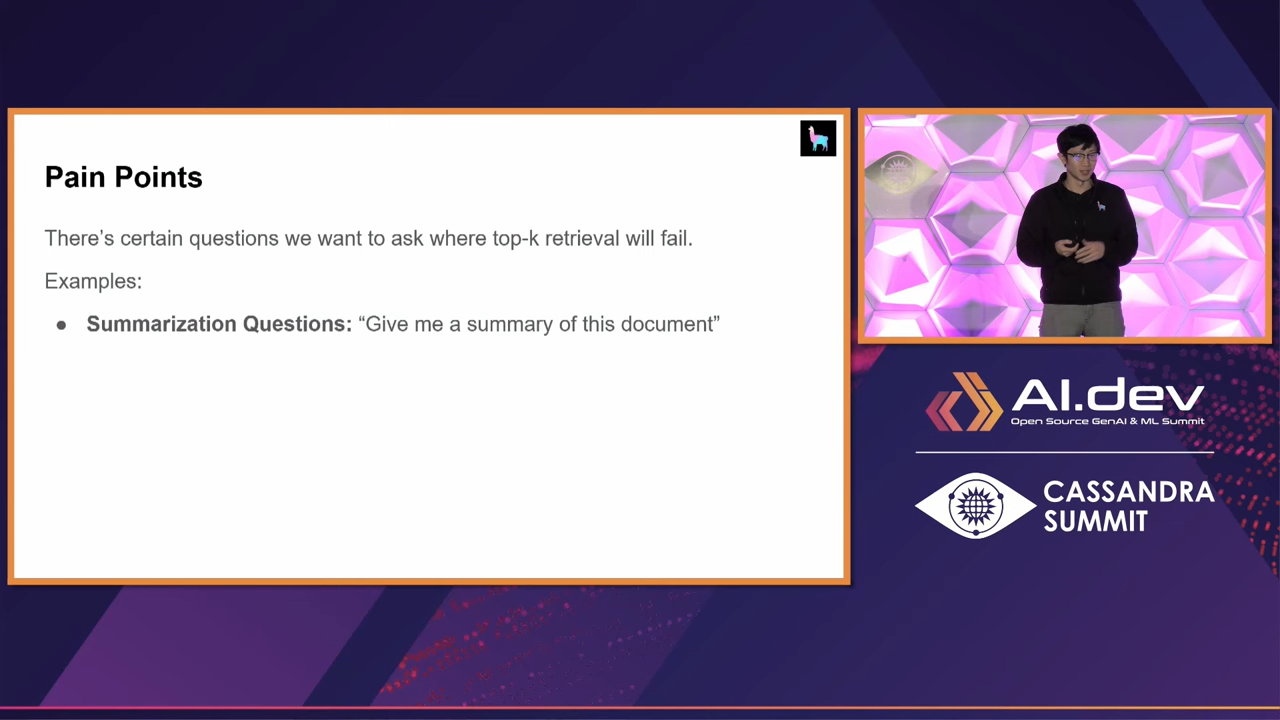 Pain Points
There’s certain questions we want to ask where top-k retrieval will fail.
Examples:
● Summarization Questions: “Give me a summary of this document”
AI.dev
Open Source GenAI & ML Summit
CASSANDRA
SUMMIT